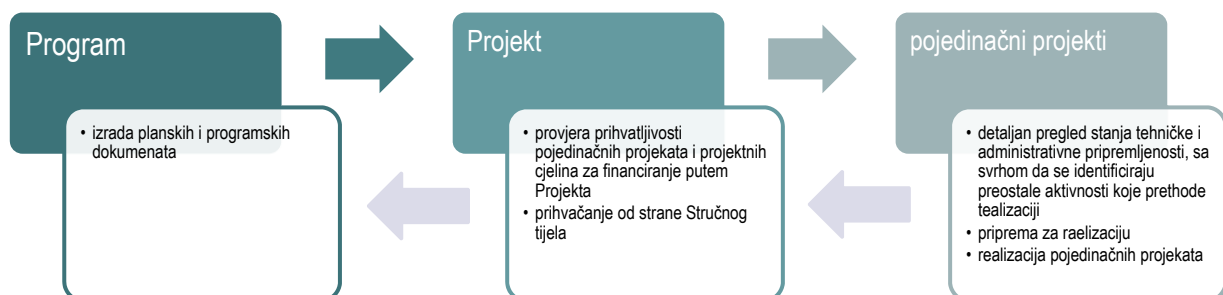 Program
• izrada planskih i programskih
dokumenata
Projekt
• provjera prihvatljivosti
pojedinačnih projekata i projektnih
cjelina za financiranje putem
Projekta
• prihvačanje od strane Stručnog
tijela
pojedinačni projekti
• detaljan pregled stanja tehničke i
administrativne pripremljenosti, sa
svrhom da se identificiraju
preostale aktivnosti koje prethode
tealizaciji
• priprema za raelizaciju
• realizacija pojedinačnih projekata